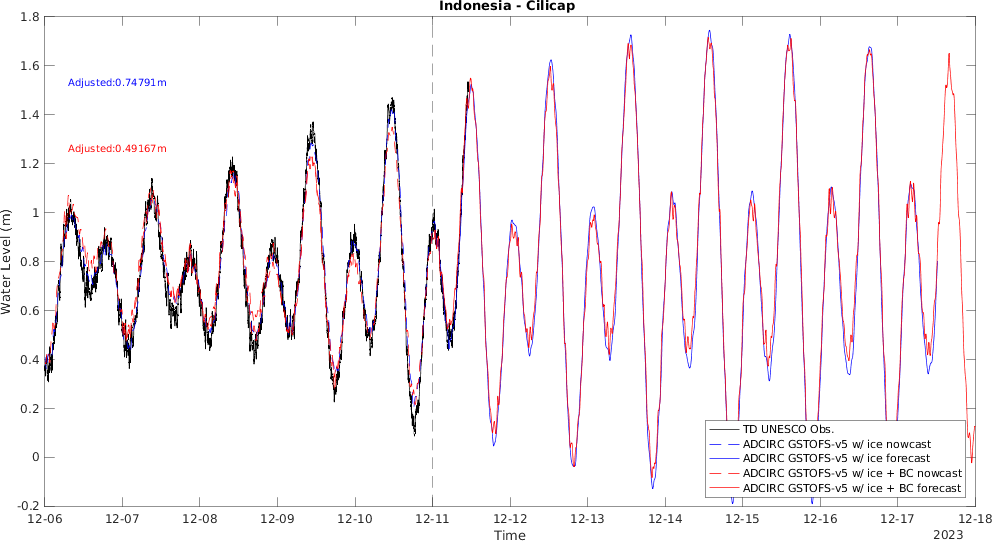 Indonesia - Cilicap
1.8
1.6
1.4
1.2
1
0.8
0.6
0.4
0.2
0
-0.2
Water Level (m)
Adjusted:0.74791m
Adjusted:0.49167m
TD UNESCO Obs.
ADCIRC GSTOFS-v5 w/ ice nowcast
ADCIRC GSTOFS-v5 w/ ice forecast
ADCIRC GSTOFS-v5 w/ ice + BC nowcast
ADCIRC GSTOFS-v5 w/ ice + BC forecast
12-06 12-07 12-08 12-09 12-10 12-11 12-12 12-13 12-14 12-15 12-16 12-17 12-18
Time
2023